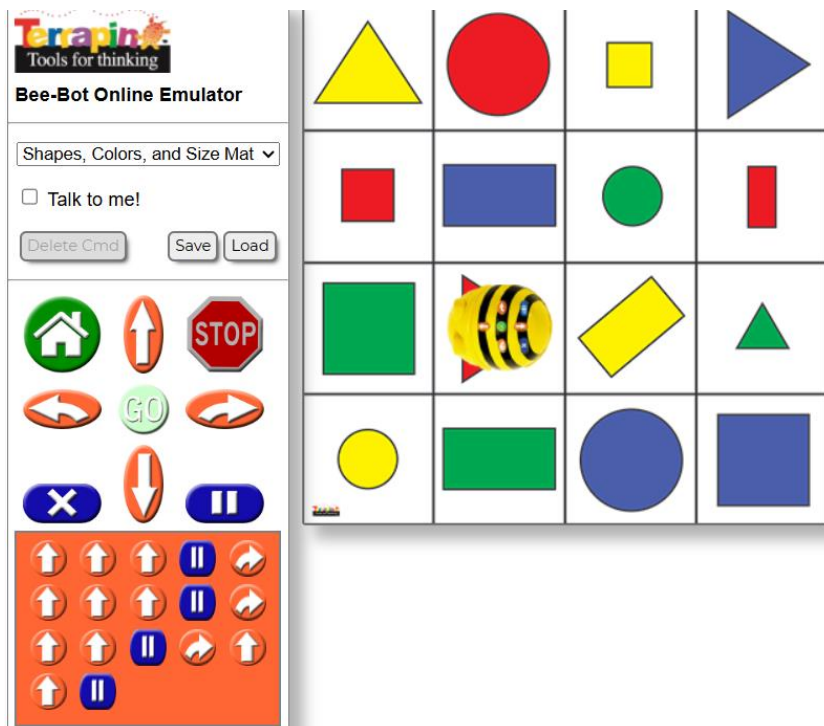 Terrapin
Tools for thinking
Bee-Bot Online Emulator
Shapes, Colors, and Size Mat
Talk to me!
Delete Cmd Save Load
STOP
GO
Terrapin